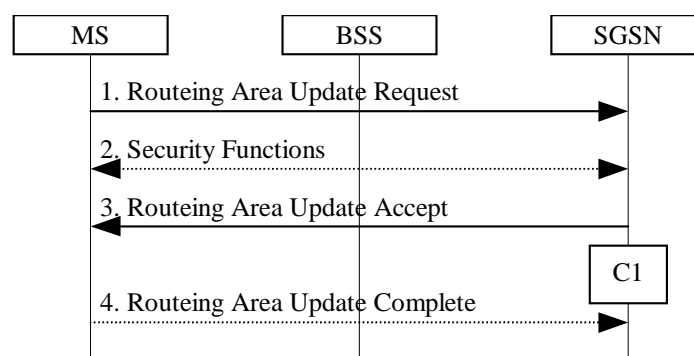 MS BSS SGSN
1. Routeing Area Update Request
2. Security Functions
3. Routeing Area Update Accept
C1
4. Routeing Area Update Complete